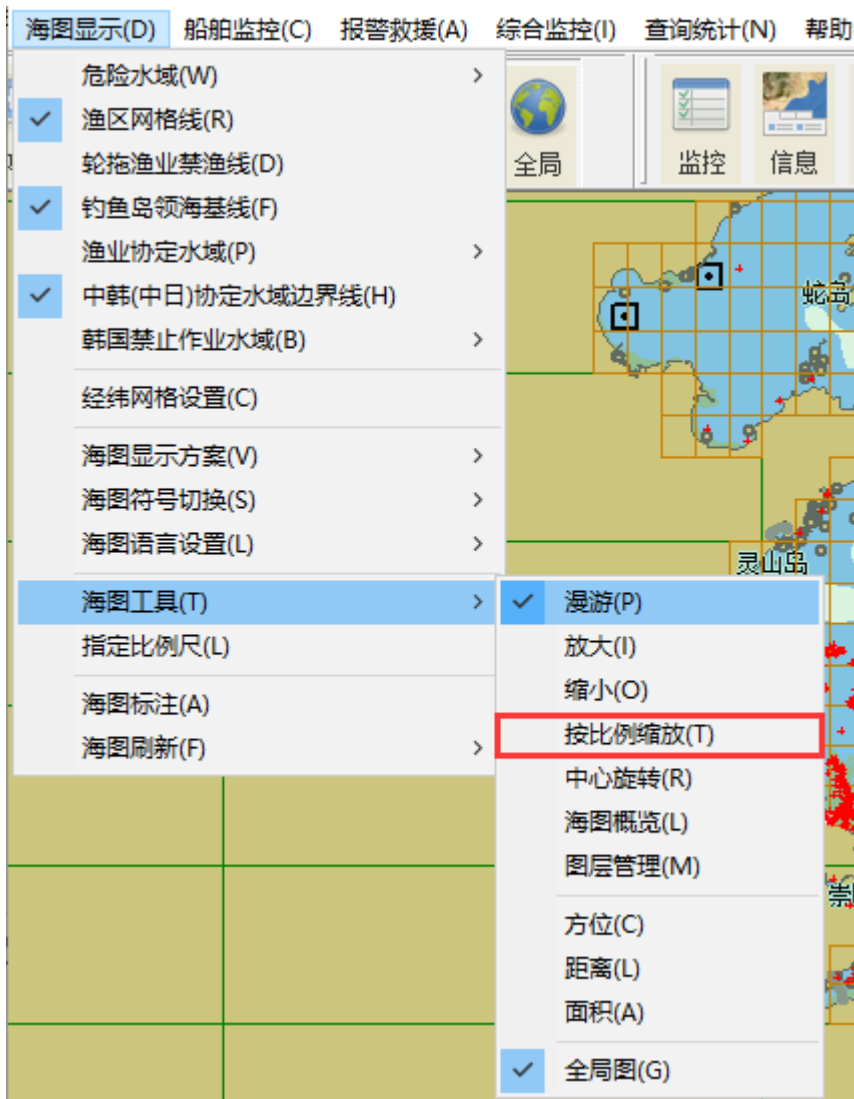 海图显示(D) 船舶监控(C) 报警救援(A) 综合监控(I) 查询统计(N) 帮助
全局 监控 信息
危险水域(W)
渔区网格线(R)
轮拖渔业禁渔线(D)
钓鱼岛领海基线(F)
渔业协定水域(P)
中韩(中日)协定水域边界线(H)
韩国禁止作业水域(B)
经纬网格设置(C)
海图显示方案(V)
海图符号切换(S)
海图语言设置(L)
海图工具(T)
指定比例尺(L)
海图标注(A)
海图刷新(F)
漫游(P)
放大(I)
缩小(O)
按比例缩放(T)
中心旋转(R)
海图概览(L)
图层管理(M)
方位(C)
距离(L)
面积(A)
全局图(G)
蛇岛
灵山岛
崇